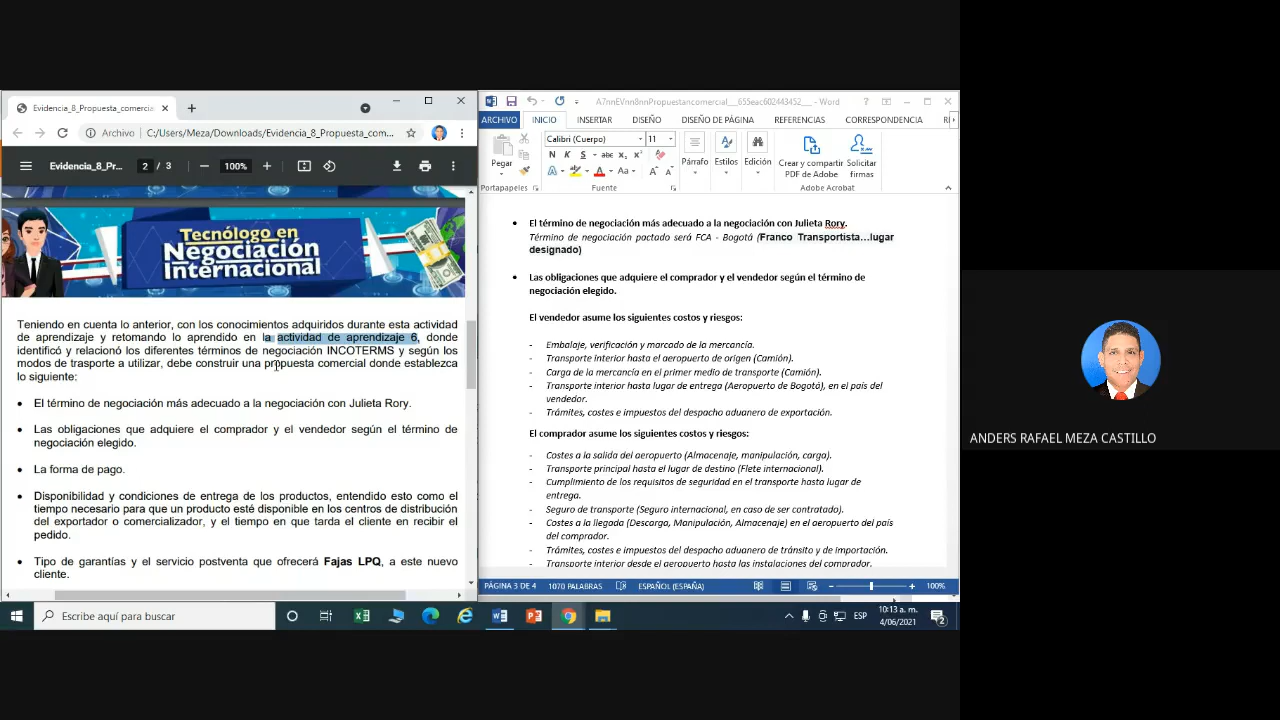 Evidencia_8_Propuesta_comercia
Archivo C:/Users/Meza/Downloads/Evidencia_8_Propuesta_com...
Evidencia_8_Pr... 2 / 3 100%
Tecnólogo en
Negociación
Internacional
Teniendo en cuenta lo anterior, con los conocimientos adquiridos durante esta actividad
de aprendizaje y retomando lo aprendido en la actividad de aprendizaje 6, donde
identificó y relacionó los diferentes términos de negociación INCOTERMS y según los
modos de trasporte a utilizar, debe construir una propuesta comercial donde establezca
lo siguiente:
• El término de negociación más adecuado a la negociación con Julieta Rory.
• Las obligaciones que adquiere el comprador y el vendedor según el término de
negociación elegido.
• La forma de pago.
• Disponibilidad y condiciones de entrega de los productos, entendido esto como el
tiempo necesario para que un producto esté disponible en los centros de distribución
del exportador o comercializador, y el tiempo en que tarda el cliente en recibir el
pedido.
• Tipo de garantías y el servicio postventa que ofrecerá Fajas LPQ, a este nuevo
cliente.
A7nnEVnn8nnPropuestancomercial__655eac602443452__ - Word
ARCHIVO INICIO INSERTAR DISEÑO DISEÑO DE PÁGINA REFERENCIAS CORRESPONDENCIA
Calibri (Cuerpo) 11
N K S abc x₂ x²
Pegar
Párrafo Estilos Edición
Crear y compartir PDF de Adobe
Solicitar firmas
Portapapeles Fuente Adobe Acrobat
• El término de negociación más adecuado a la negociación con Julieta Rory.
Término de negociación pactado será FCA - Bogotá (Franco Transportista...lugar
designado)
• Las obligaciones que adquiere el comprador y el vendedor según el término de
negociación elegido.
El vendedor asume los siguientes costos y riesgos:
- Embalaje, verificación y marcado de la mercancía.
- Transporte interior hasta el aeropuerto de origen (Camión).
- Carga de la mercancía en el primer medio de transporte (Camión).
- Transporte interior hasta lugar de entrega (Aeropuerto de Bogotá), en el país del
vendedor.
- Trámites, costes e impuestos del despacho aduanero de exportación.
El comprador asume los siguientes costos y riesgos:
- Costes a la salida del aeropuerto (Almacenaje, manipulación, carga).
- Transporte principal hasta el lugar de destino (Flete internacional).
- Cumplimiento de los requisitos de seguridad en el transporte hasta lugar de
entrega.
- Seguro de transporte (Seguro internacional, en caso de ser contratado).
- Costes a la llegada (Descarga, Manipulación, Almacenaje) en el aeropuerto del país
del comprador.
- Trámites, costes e impuestos del despacho aduanero de tránsito y de importación.
- Transporte interior desde el aeropuerto hasta las instalaciones del comprador.
PÁGINA 3 DE 4 1070 PALABRAS ESPAÑOL (ESPAÑA) 100%
Escribe aquí para buscar
ESP
10:13 a. m.
4/06/2021
2
ANDERS RAFAEL MEZA CASTILLO